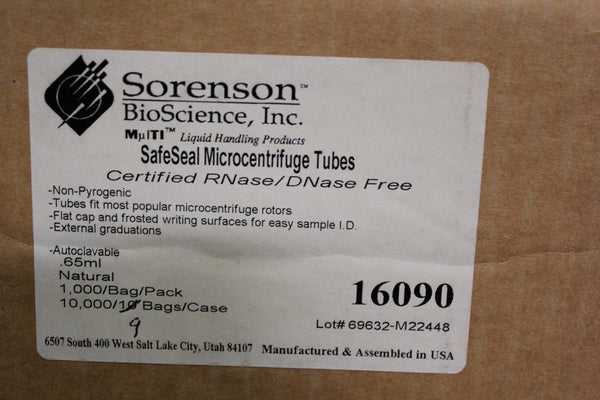 Sorenson™
BioScience, Inc.
MµlTI™ Liquid Handling Products
SafeSeal Microcentrifuge Tubes
Certified RNase/DNase Free
-Non-Pyrogenic
-Tubes fit most popular microcentrifuge rotors
-Flat cap and frosted writing surfaces for easy sample I.D.
-External graduations
-Autoclavable
.65ml
Natural
1,000/Bag/Pack
10,000/10 Bags/Case
9
16090
Lot# 69632-M22448
6507 South 400 West Salt Lake City, Utah 84107 Manufactured & Assembled in USA